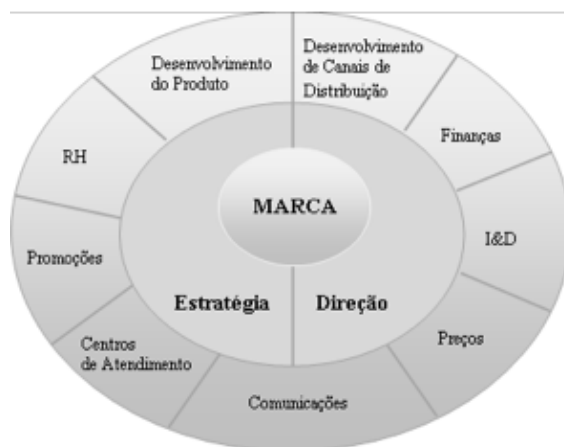 Desenvolvimento
do Produto
Desenvolvimento
de Canais de
Distribuição
Finanças
RH
MARCA
I&D
Promoções
Estratégia
Direção
Centros
de Atendimento
Preços
Comunicações